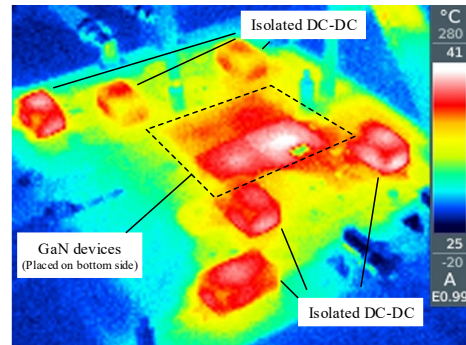 Isolated DC-DC
°C
280
41
GaN devices
(Placed on bottom side)
25
-20
A
E0.99
Isolated DC-DC